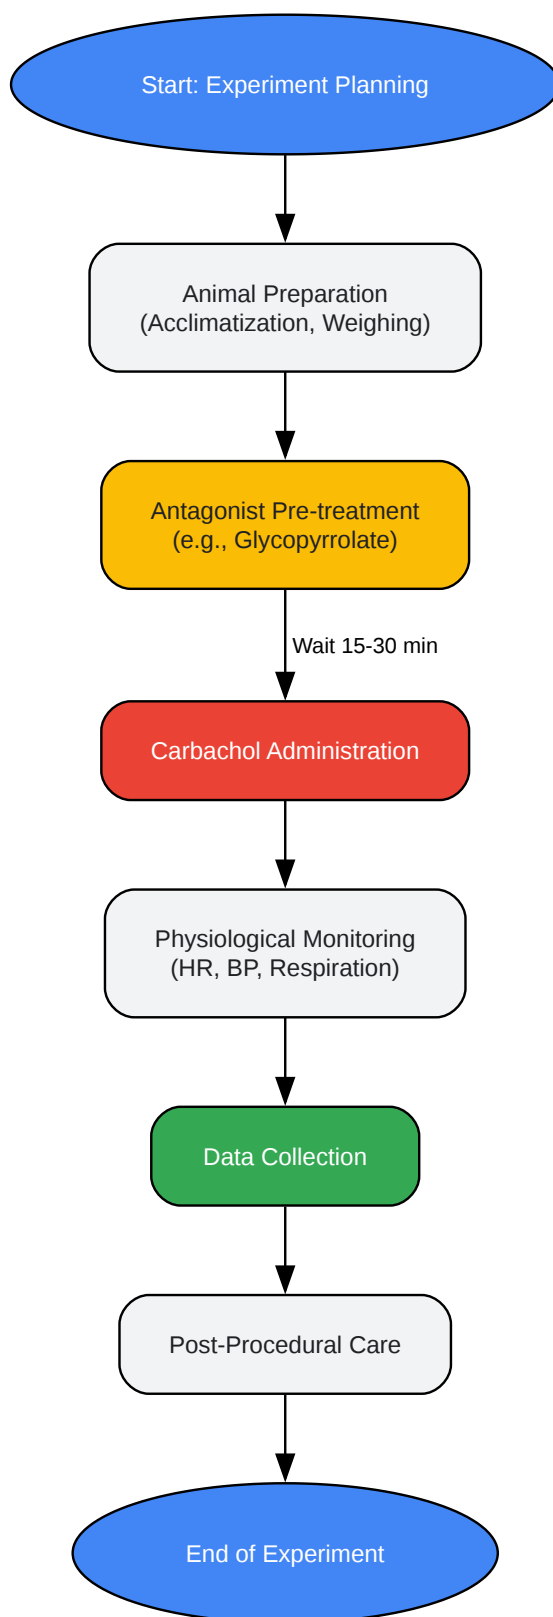 Start: Experiment Planning
Animal Preparation
(Acclimatization, Weighing)
Antagonist Pre-treatment
(e.g., Glycopyrrolate)
Wait 15-30 min
Carbachol Administration
Physiological Monitoring
(HR, BP, Respiration)
Data Collection
Post-Procedural Care
End of Experiment